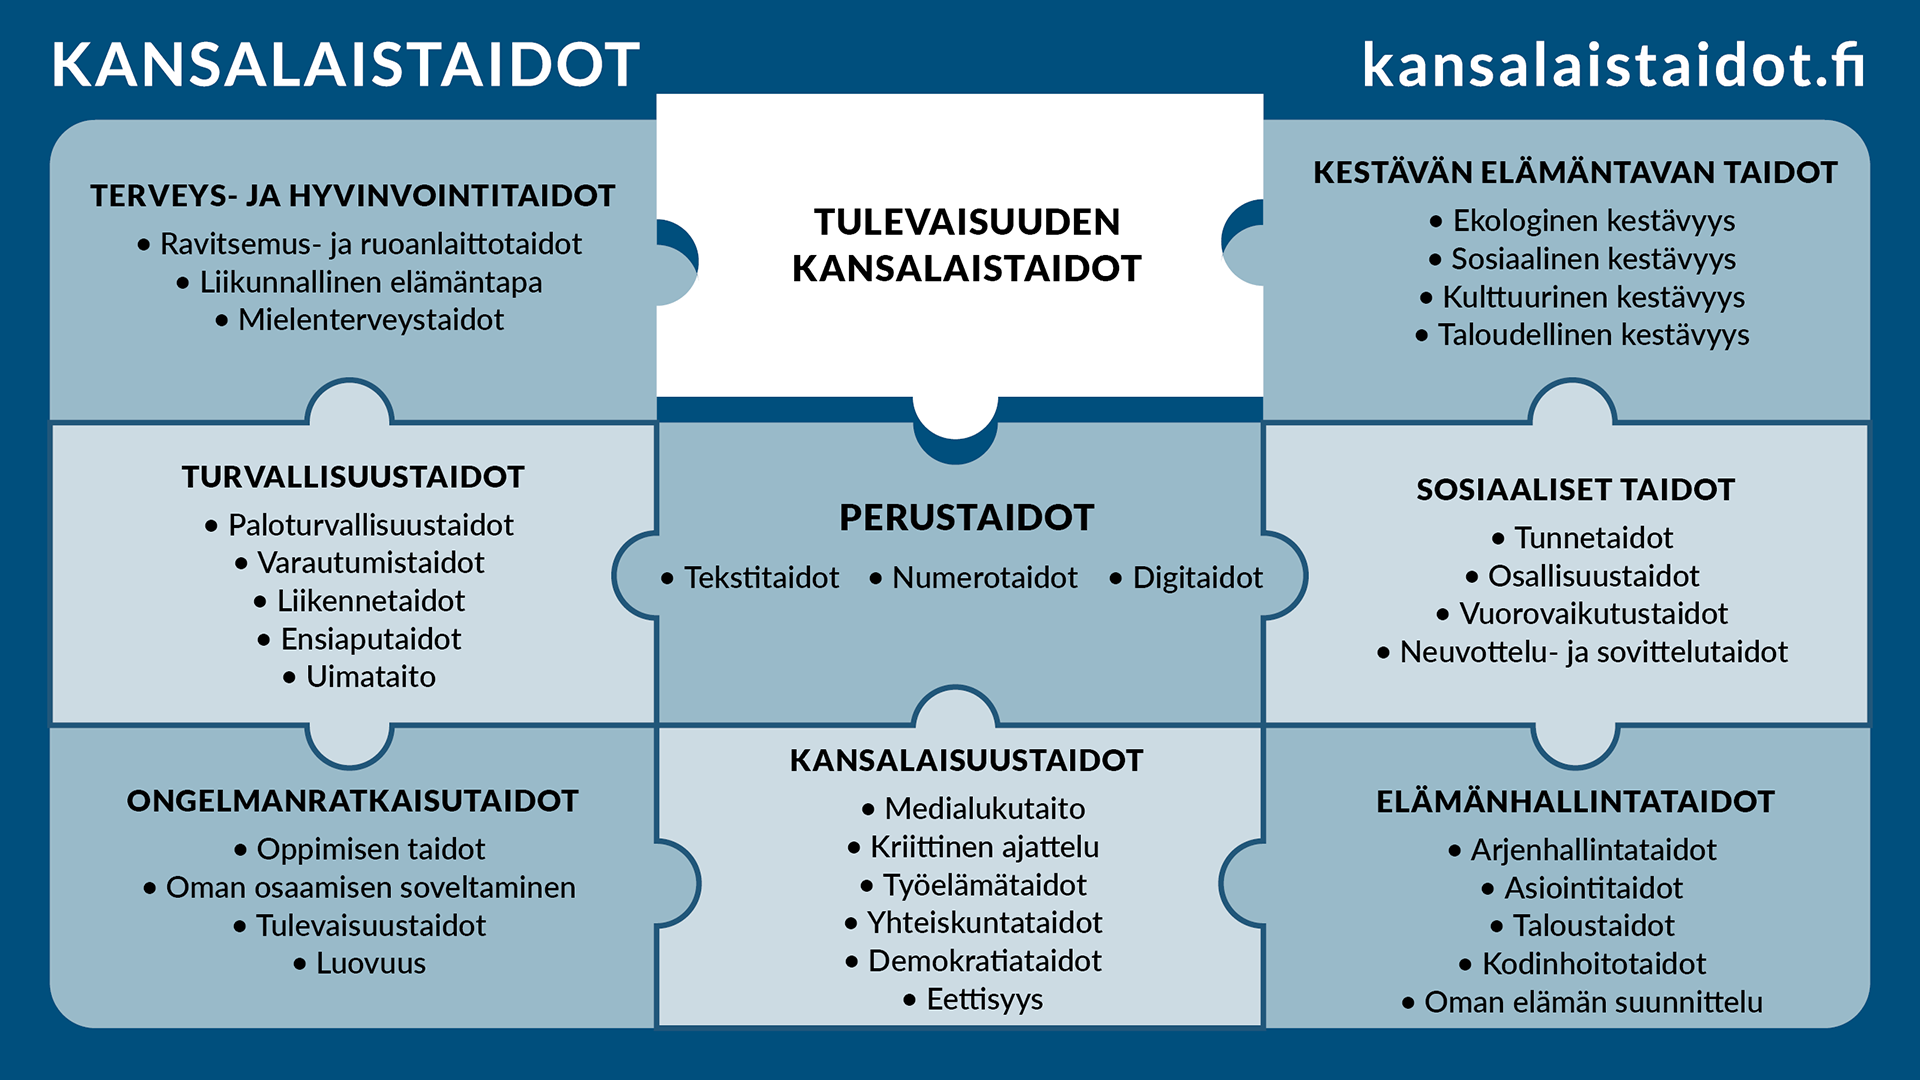 KANSALAISTAIDOT
kansalaistaidot.fi
TERVEYS- JA HYVINVOINTITAIDOT
• Ravitsemus- ja ruoanlaittotaidot
• Liikunnallinen elämäntapa
• Mielenterveystaidot
TULEVAISUUDEN
KANSALAISTAIDOT
KESTÄVÄN ELÄMÄNTAVAN TAIDOT
• Ekologinen kestävyys
• Sosiaalinen kestävyys
• Kulttuurinen kestävyys
• Taloudellinen kestävyys
TURVALLISUUSTAIDOT
• Paloturvallisuustaidot
• Varautumistaidot
• Liikennetaidot
• Ensiaputaidot
• Uimataito
PERUSTAIDOT
• Tekstitaidot • Numerotaidot • Digitaidot
SOSIAALISET TAIDOT
• Tunnetaidot
• Osallisuustaidot
• Vuorovaikutustaidot
• Neuvottelu- ja sovittelutaidot
ONGELMANRATKAISUTAIDOT
• Oppimisen taidot
• Oman osaamisen soveltaminen
• Tulevaisuustaidot
• Luovuus
KANSALAISUUSTAIDOT
• Medialukutaito
• Kriittinen ajattelu
• Työelämätaidot
• Yhteiskuntataidot
• Demokratiataidot
• Eettisyys
ELÄMÄNHALLINTATAIDOT
• Arjenhallintataidot
• Asiointitaidot
• Taloustaidot
• Kodinhoitotaidot
• Oman elämän suunnittelu